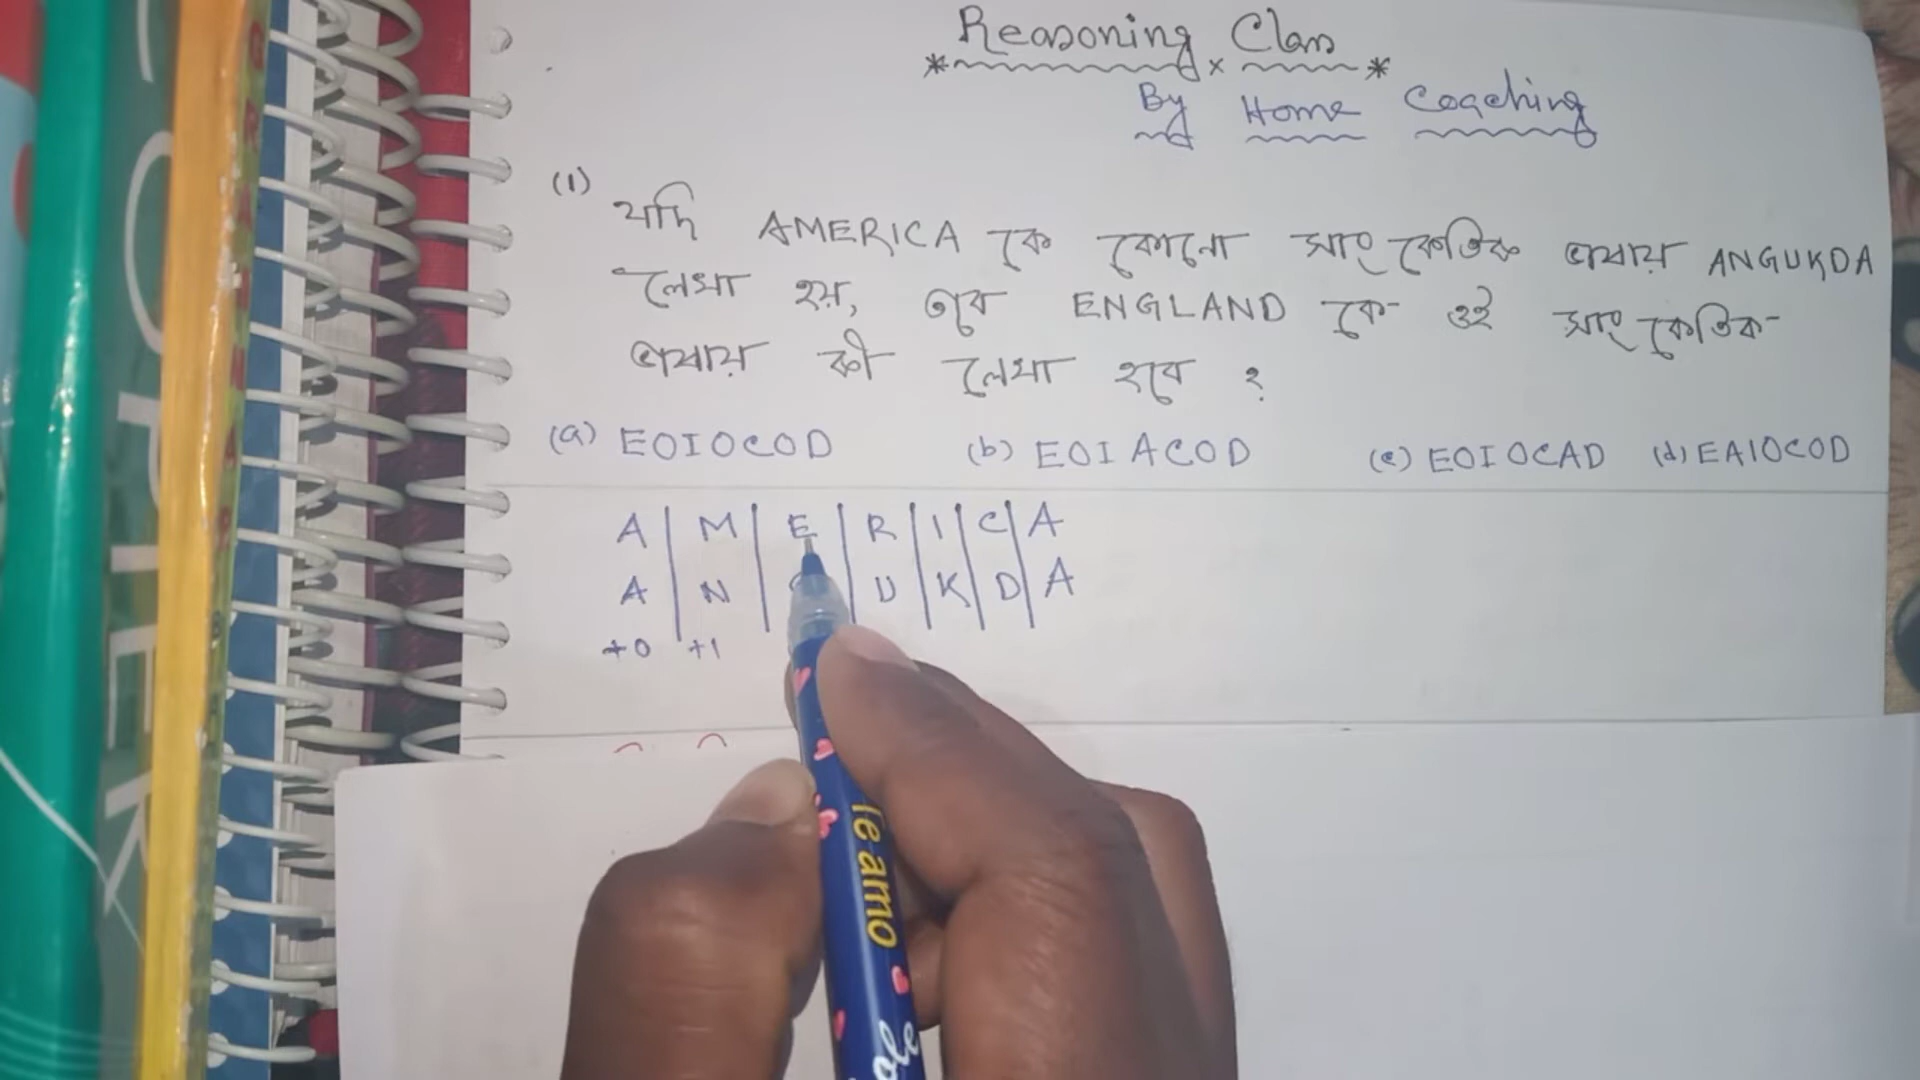 Reasoning Class
By Home Coaching
(1) যদি AMERICA কে কোনো সাংকেতিক ভাষায় ANGUKDA
লেখা হয়, তবে ENGLAND কে ওই সাংকেতিক
ভাষায় কী লেখা হবে ?
(a) EOIOCOD (b) EOIACOD (c) EOIOCAD (d) EAIOCOD
A M E R I C A
A N U K D A
+0 +1
Te amo